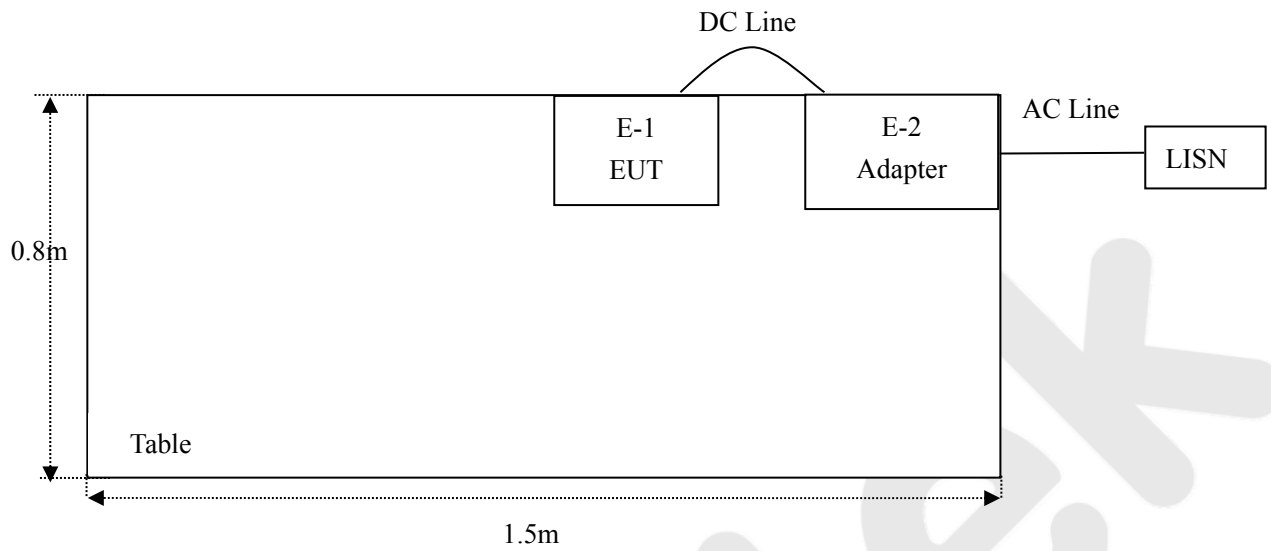 DC Line
E-1
EUT
E-2
Adapter
AC Line
LISN
0.8m
Table
1.5m